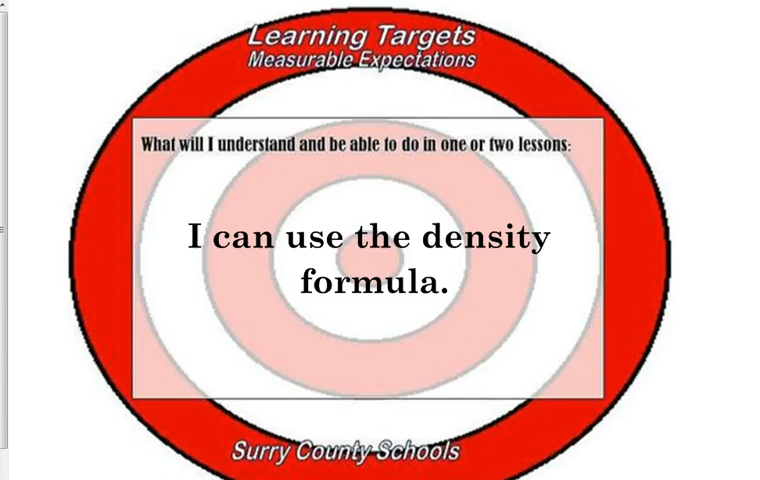 Learning Targets
Measurable Expectations
What will I understand and be able to do in one or two lessons:
I can use the density
formula.
Surry County Schools